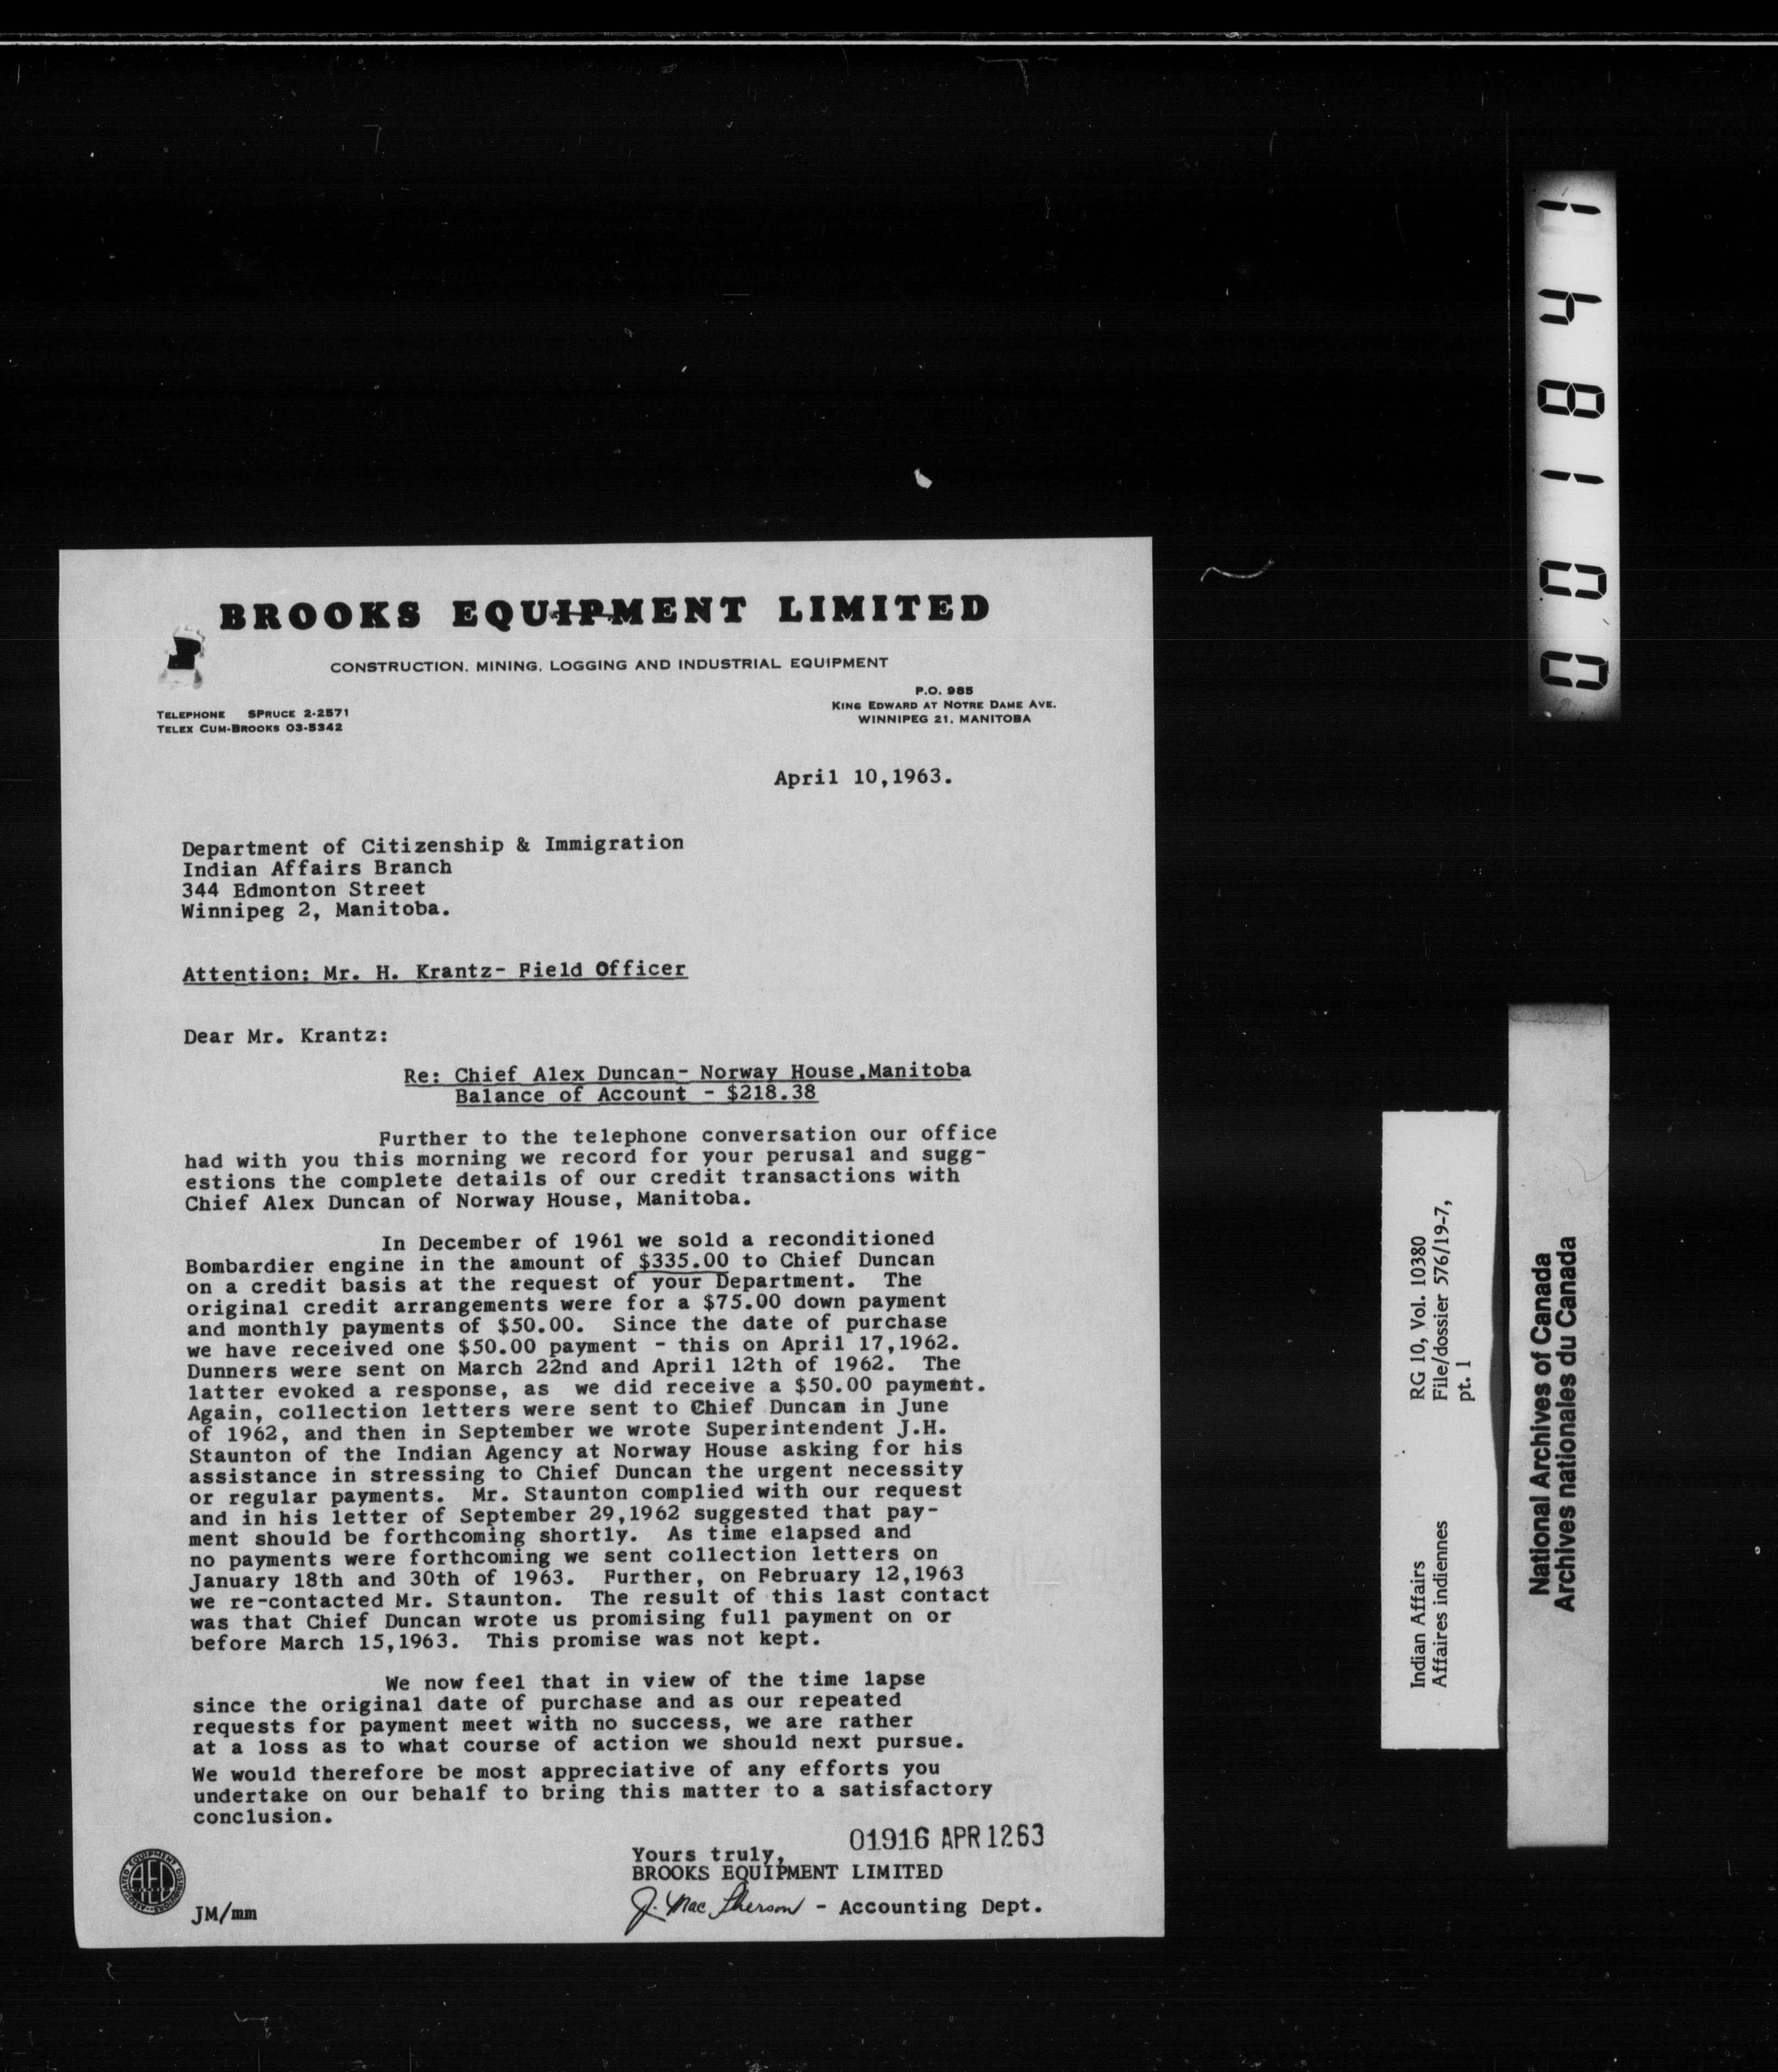 BROOKS EQUIPMENT LIMITED
CONSTRUCTION, MINING, LOGGING AND INDUSTRIAL EQUIPMENT
P.O. 985
KING EDWARD AT NOTRE DAME AVE.
WINNIPEG 21, MANITOBA
TELEPHONE SPRUCE 2-2571
TELEX CUM-BROOKS 03-5342
April 10,1963.
Department of Citizenship & Immigration
Indian Affairs Branch
344 Edmonton Street
Winnipeg 2, Manitoba.
Attention: Mr. H. Krantz- Field Officer
Dear Mr. Krantz:
Re: Chief Alex Duncan- Norway House,Manitoba
Balance of Account - $218.38
Further to the telephone conversation our office
had with you this morning we record for your perusal and sugg-
estions the complete details of our credit transactions with
Chief Alex Duncan of Norway House, Manitoba.
In December of 1961 we sold a reconditioned
Bombardier engine in the amount of $335.00 to Chief Duncan
on a credit basis at the request of your Department. The
original credit arrangements were for a $75.00 down payment
and monthly payments of $50.00. Since the date of purchase
we have received one $50.00 payment - this on April 17,1962.
Dunners were sent on March 22nd and April 12th of 1962. The
latter evoked a response, as we did receive a $50.00 payment.
Again, collection letters were sent to Chief Duncan in June
of 1962, and then in September we wrote Superintendent J.H.
Staunton of the Indian Agency at Norway House asking for his
assistance in stressing to Chief Duncan the urgent necessity
or regular payments. Mr. Staunton complied with our request
and in his letter of September 29,1962 suggested that pay-
ment should be forthcoming shortly. As time elapsed and
no payments were forthcoming we sent collection letters on
January 18th and 30th of 1963. Further, on February 12,1963
we re-contacted Mr. Staunton. The result of this last contact
was that Chief Duncan wrote us promising full payment on or
before March 15,1963. This promise was not kept.
We now feel that in view of the time lapse
since the original date of purchase and as our repeated
requests for payment meet with no success, we are rather
at a loss as to what course of action we should next pursue.
We would therefore be most appreciative of any efforts you
undertake on our behalf to bring this matter to a satisfactory
conclusion.
01916 APR 12 63
Yours truly,
BROOKS EQUIPMENT LIMITED
J. MacPherson - Accounting Dept.
ASSOCIATED EQUIPMENT DISTRIBUTORS
AED
JM/mm
001841
Indian Affairs RG 10, Vol. 10380
Affaires indiennes File/dossier 576/19-7,
pt. 1
National Archives of Canada
Archives nationales du Canada